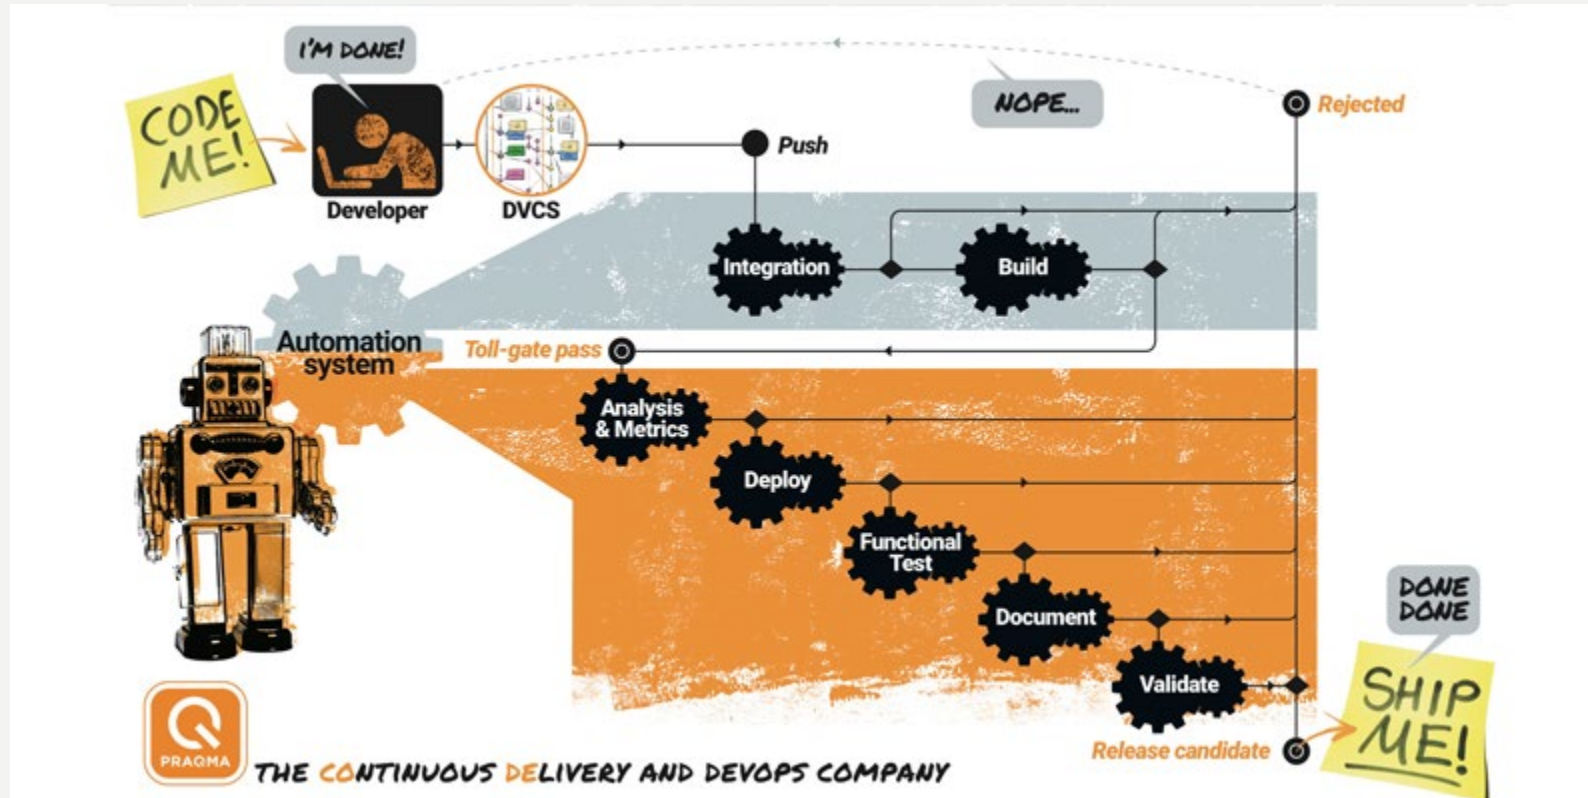 I'M DONE!
CODE
ME!
NOPE...
Rejected
Push
Developer
DVCS
Integration
Build
Automation
system
Toll-gate pass
Analysis
& Metrics
Deploy
Functional
Test
Document
DONE
DONE
Validate
SHIP
ME!
Release candidate
PRAQMA
THE CONTINUOUS DELIVERY AND DEVOPS COMPANY